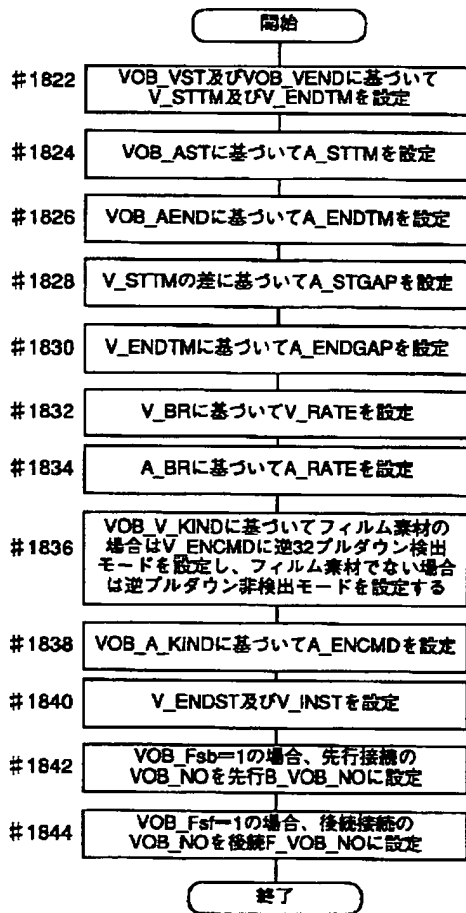 開始
#1822
VOB_VST及びVOB_VENDに基づいて
V_STTM及びV_ENDTMを設定
#1824
VOB_ASTに基づいてA_STTMを設定
#1826
VOB_AENDに基づいてA_ENDTMを設定
#1828
V_STTMの差に基づいてA_STGAPを設定
#1830
V_ENDTMに基づいてA_ENDGAPを設定
#1832
V_BRに基づいてV_RATEを設定
#1834
A_BRに基づいてA_RATEを設定
#1836
VOB_V_KINDに基づいてフィルム素材の
場合はV_ENCMDに逆32プルダウン検出
モードを設定し、フィルム素材でない場合
は逆プルダウン非検出モードを設定する
#1838
VOB_A_KINDに基づいてA_ENCMDを設定
#1840
V_ENDST及びV_INSTを設定
#1842
VOB_Fsb=1の場合、先行接続の
VOB_NOを先行B_VOB_NOに設定
#1844
VOB_Fsf=1の場合、後続接続の
VOB_NOを後続F_VOB_NOに設定
終了